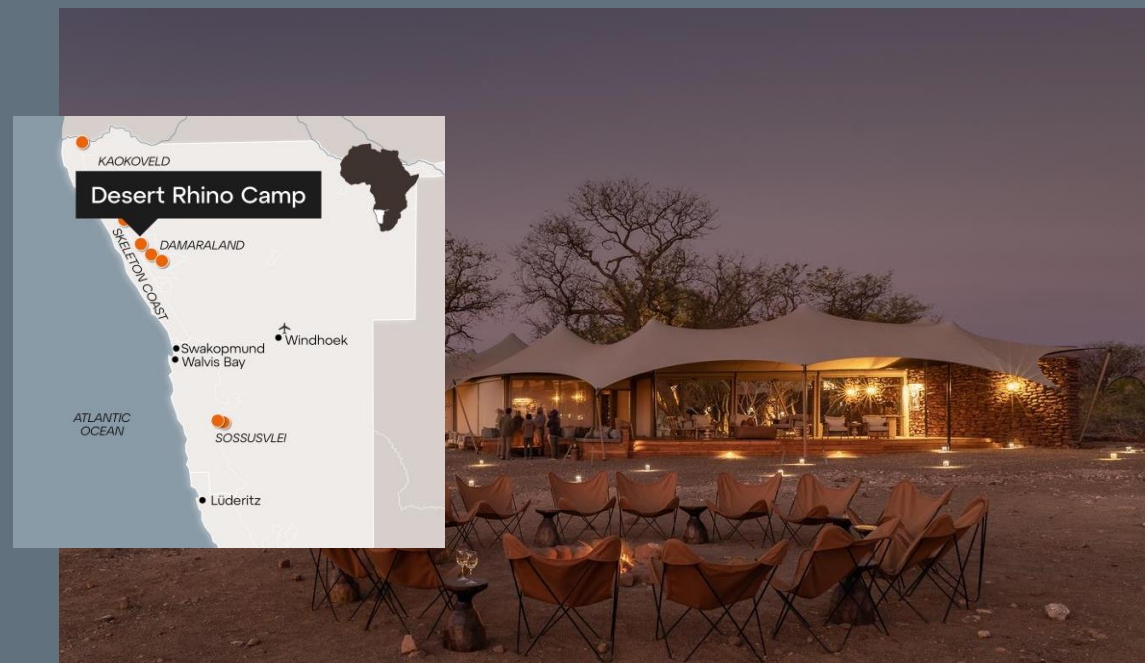 KAOKOVELD
Desert Rhino Camp
DAMARALAND
SKELETON COAST
Windhoek
Swakopmund
Walvis Bay
ATLANTIC
OCEAN
SOSSUSVLEI
Lüderitz